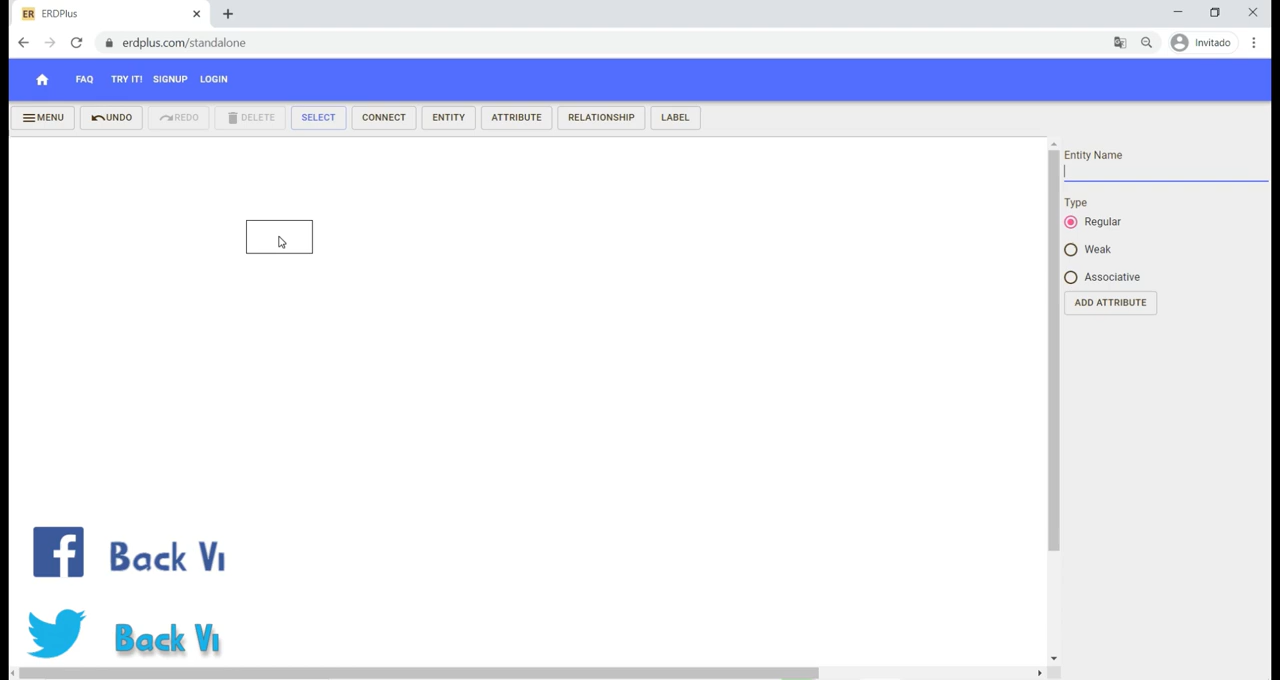 ER ERDPlus
erdplus.com/standalone
Invitado
FAQ TRY IT! SIGNUP LOGIN
MENU UNDO REDO DELETE SELECT CONNECT ENTITY ATTRIBUTE RELATIONSHIP LABEL
Entity Name
Type
Regular
Weak
Associative
ADD ATTRIBUTE
f Back Vi
Back Vi